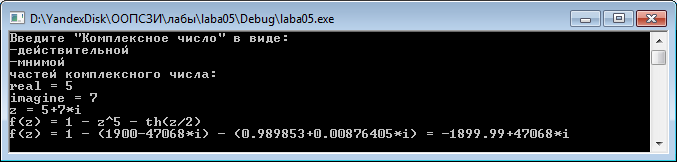 D:\YandexDisk\ООПСЗИ\лабы\laba05\Debug\laba05.exe
Введите "Комплексное число" в виде:
-действительной
-мнимой
частей комплексного числа:
real = 5
imagine = 7
z = 5+7*i
f(z) = 1 - z^5 - th(z/2)
f(z) = 1 - (1900-47068*i) - (0.989853+0.00876405*i) = -1899.99+47068*i